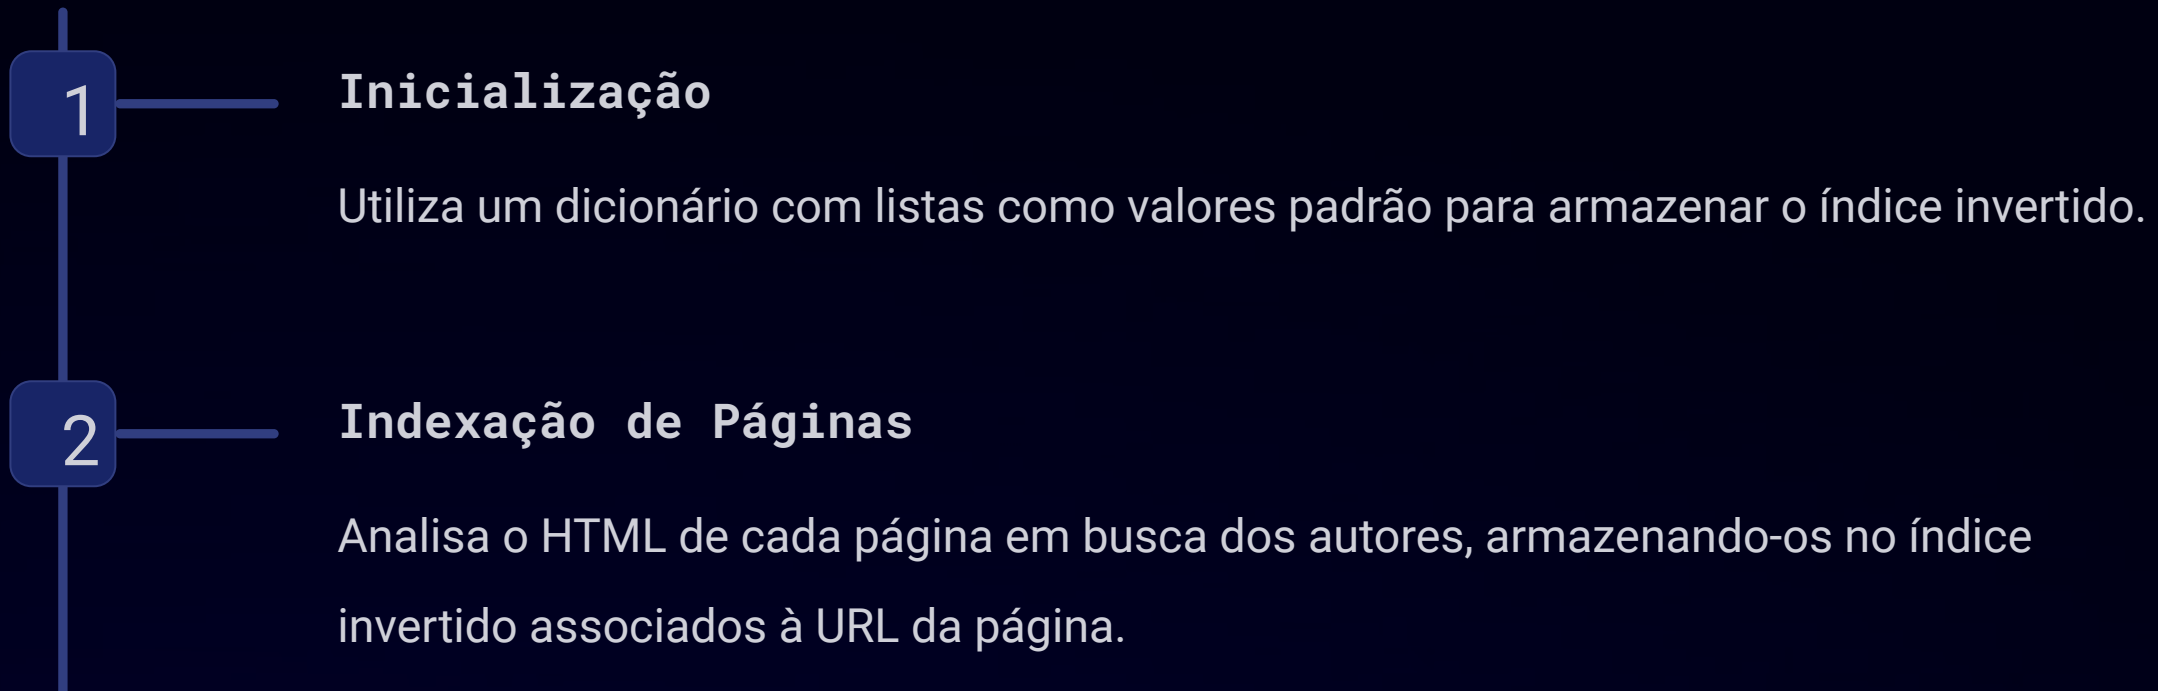 1
Inicialização
Utiliza um dicionário com listas como valores padrão para armazenar o índice invertido.
2
Indexação de Páginas
Analisa o HTML de cada página em busca dos autores, armazenando-os no índice
invertido associados à URL da página.